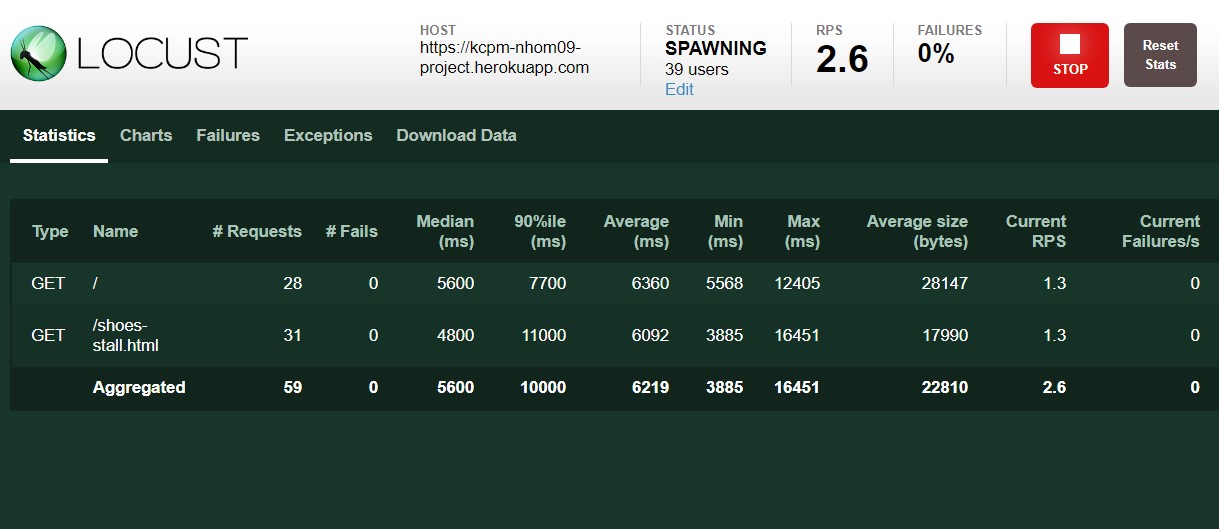 LOCUST
HOST
https://kcpm-nhom09-
project.herokuapp.com
STATUS
SPAWNING
39 users
Edit
RPS
2.6
FAILURES
0%
STOP
Reset
Stats
Statistics Charts Failures Exceptions Download Data
Type Name # Requests # Fails Median (ms) 90%ile (ms) Average (ms) Min (ms) Max (ms) Average size (bytes) Current RPS Current Failures/s
GET / 28 0 5600 7700 6360 5568 12405 28147 1.3 0
GET /shoes-stall.html 31 0 4800 11000 6092 3885 16451 17990 1.3 0
Aggregated 59 0 5600 10000 6219 3885 16451 22810 2.6 0